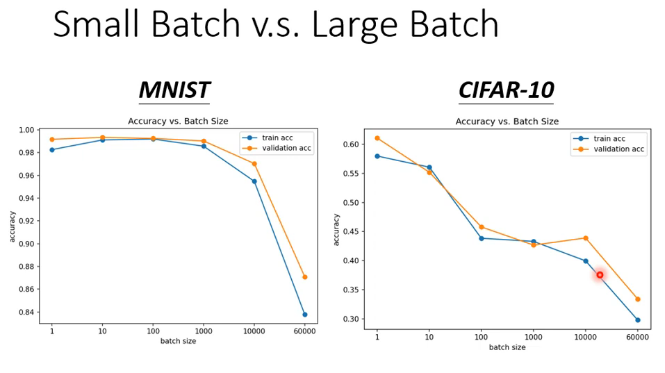 Small Batch v.s. Large Batch
MNIST
Accuracy vs. Batch Size
train acc
validation acc
1.00
0.98
0.96
0.94
0.92
0.90
0.88
0.86
0.84
accuracy
1 10 100 1000 10000 60000
batch size
CIFAR-10
Accuracy vs. Batch Size
train acc
validation acc
0.60
0.55
0.50
0.45
0.40
0.35
0.30
accuracy
1 10 100 1000 10000 60000
batch size